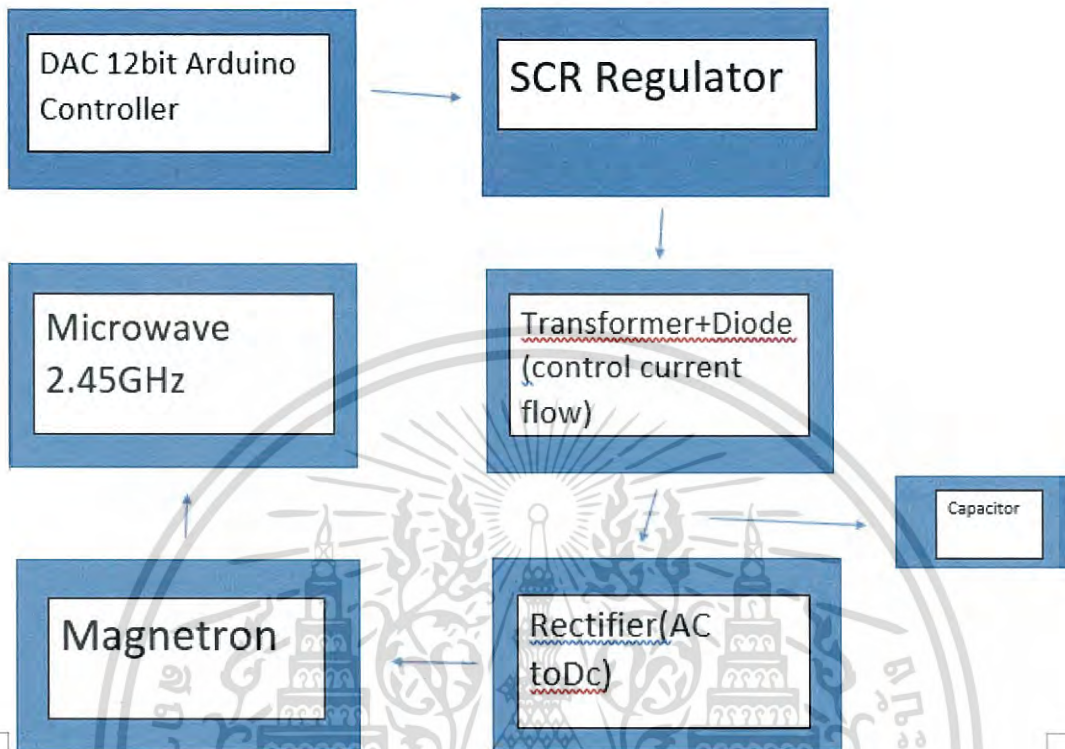 DAC 12bit Arduino
Controller
SCR Regulator
Transformer+Diode
(control current
flow)
Microwave
2.45GHz
Capacitor
Rectifier(AC
toDc)
Magnetron